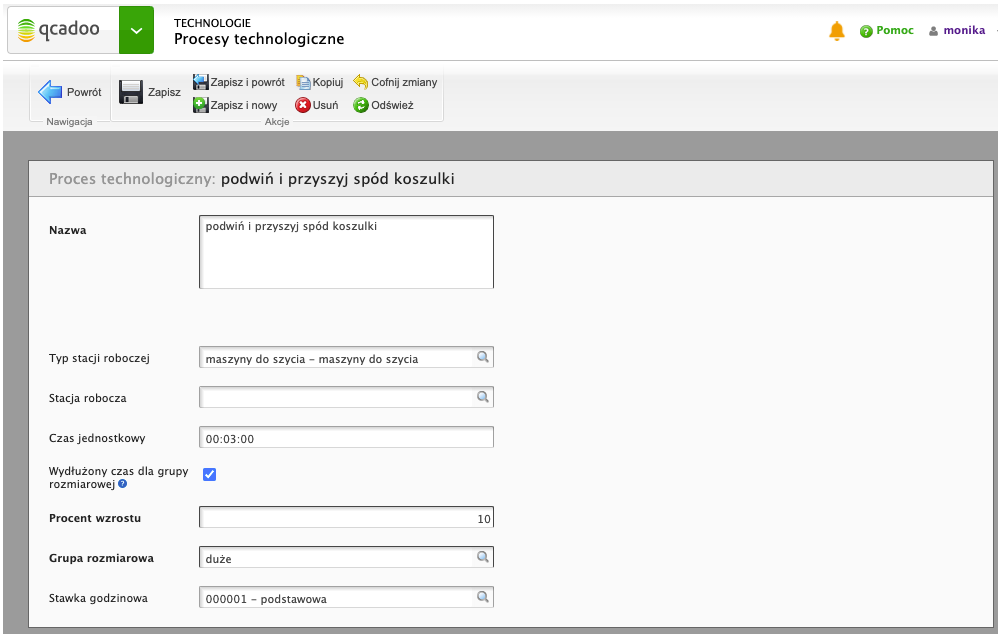 qcadoo
TECHNOLOGIE
Procesy technologiczne
Pomoc
monika
Powrót
Zapisz
Zapisz i powrót
Kopiuj
Cofnij zmiany
Zapisz i nowy
Usuń
Odśwież
Nawigacja
Akcje
Proces technologiczny: podwiń i przyszyj spód koszulki
Nazwa
podwiń i przyszyj spód koszulki
Typ stacji roboczej
maszyny do szycia - maszyny do szycia
Stacja robocza
Czas jednostkowy
00:03:00
Wydłużony czas dla grupy
rozmiarowej
Procent wzrostu
10
Grupa rozmiarowa
duże
Stawka godzinowa
000001 - podstawowa